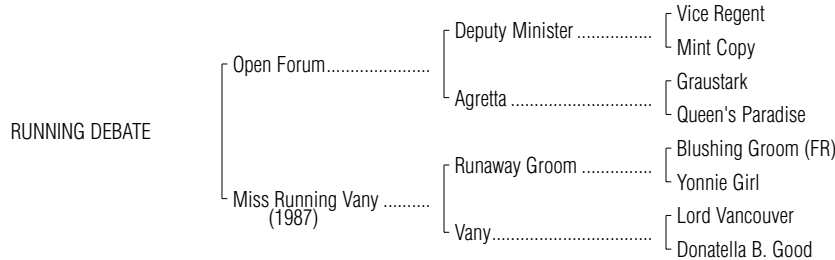 Vice Regent
Deputy Minister ................
Mint Copy
Open Forum......................
Graustark
Agretta ..............................
Queen's Paradise
RUNNING DEBATE
Blushing Groom (FR)
Runaway Groom ...............
Yonnie Girl
Miss Running Vany ..........
(1987)
Lord Vancouver
Vany..................................
Donatella B. Good